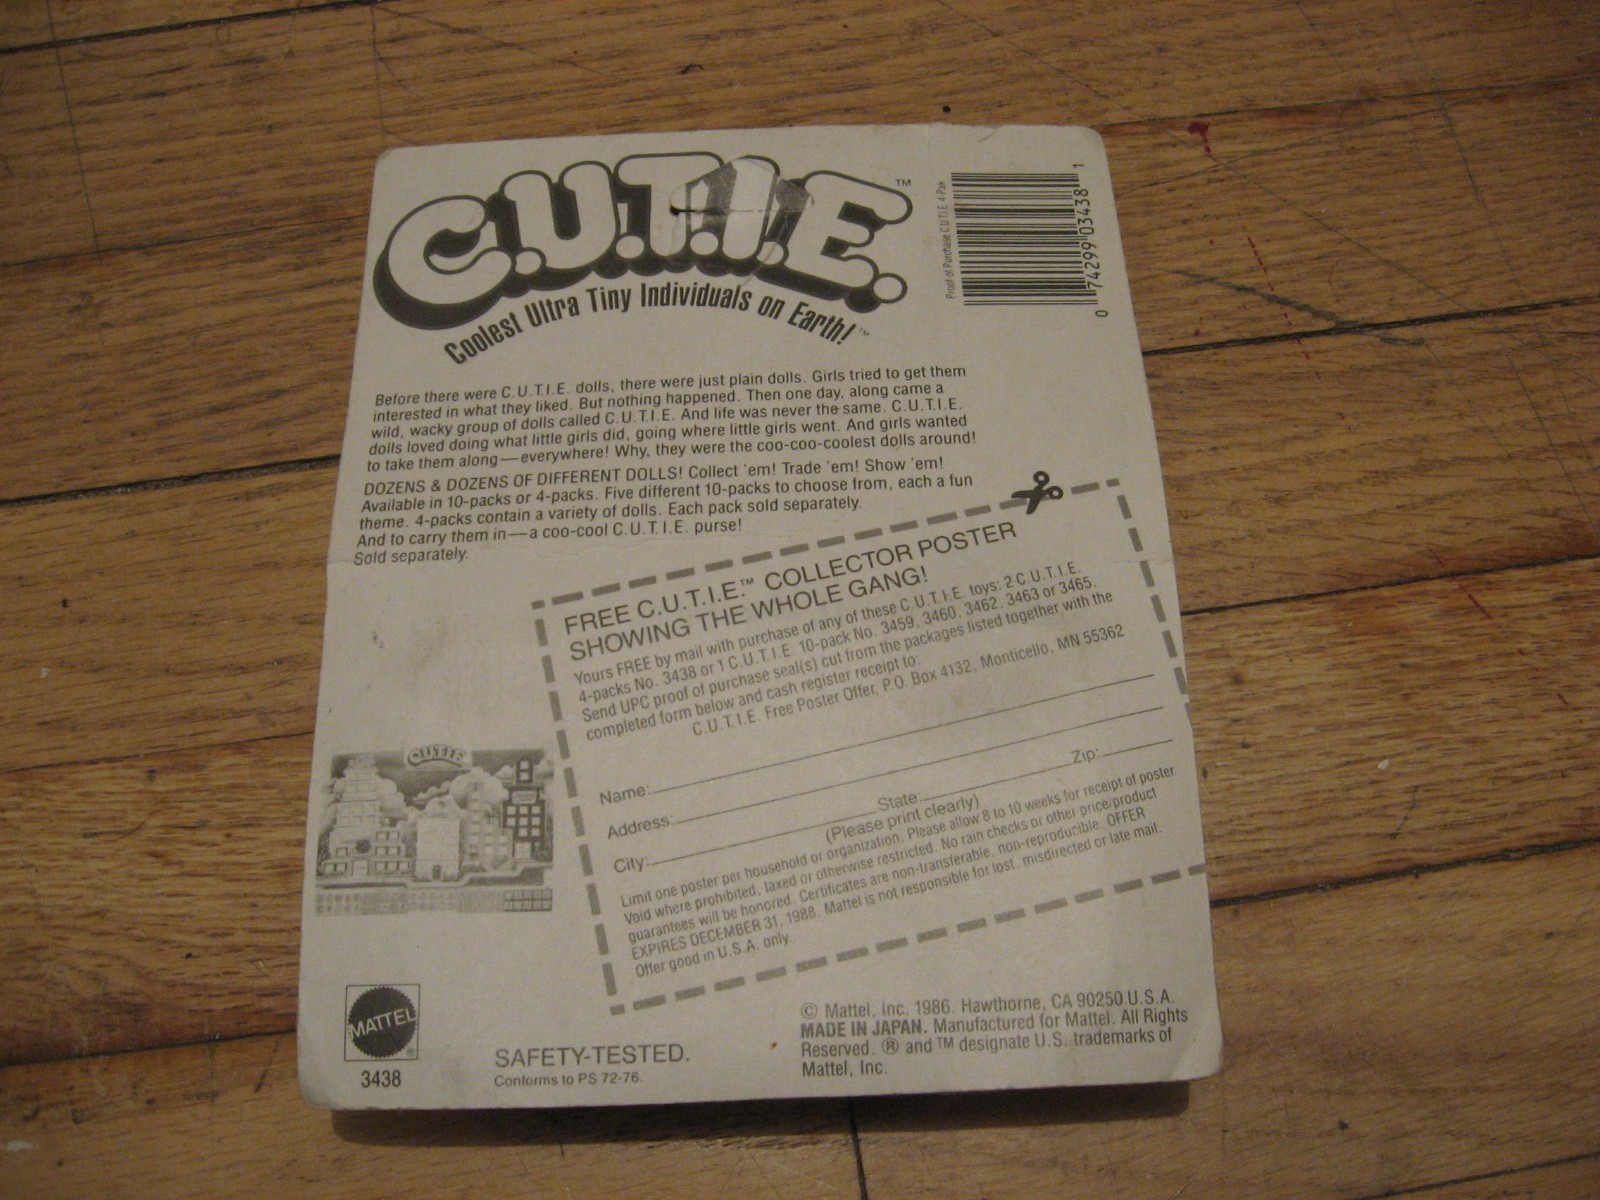 C.U.T.I.E.™
Coolest Ultra Tiny Individuals on Earth!™
Proof of Purchase C.U.T.I.E. 4-Pak
0 74299 03438 1
Before there were C.U.T.I.E. dolls, there were just plain dolls. Girls tried to get them
interested in what they liked. But nothing happened. Then one day, along came a
wild, wacky group of dolls called C.U.T.I.E. And life was never the same. C.U.T.I.E.
dolls loved doing what little girls did, going where little girls went. And girls wanted
to take them along—everywhere! Why, they were the coo-coo-coolest dolls around!
DOZENS & DOZENS OF DIFFERENT DOLLS! Collect 'em! Trade 'em! Show 'em!
Available in 10-packs or 4-packs. Five different 10-packs to choose from, each a fun
theme. 4-packs contain a variety of dolls. Each pack sold separately.
And to carry them in—a coo-cool C.U.T.I.E. purse!
Sold separately.
FREE C.U.T.I.E.™ COLLECTOR POSTER
SHOWING THE WHOLE GANG!
Yours FREE by mail with purchase of any of these C.U.T.I.E. toys: 2 C.U.T.I.E.
4-packs No. 3438 or 1 C.U.T.I.E. 10-pack No. 3459, 3460, 3462, 3463 or 3465.
Send UPC proof of purchase seal(s) cut from the packages listed together with the
completed form below and cash register receipt to:
C.U.T.I.E. Free Poster Offer, P.O. Box 4132, Monticello, MN 55362
Name:
Address:
City: State: Zip:
(Please print clearly)
Limit one poster per household or organization. Please allow 8 to 10 weeks for receipt of poster.
Void where prohibited, taxed or otherwise restricted. No rain checks or other price/product
guarantees will be honored. Certificates are non-transferable, non-reproducible. OFFER
EXPIRES DECEMBER 31, 1988. Mattel is not responsible for lost, misdirected or late mail.
Offer good in U.S.A. only.
C.U.T.I.E.
MATTEL®
3438
SAFETY-TESTED.
Conforms to PS 72-76.
© Mattel, Inc. 1986. Hawthorne, CA 90250 U.S.A.
MADE IN JAPAN. Manufactured for Mattel. All Rights
Reserved. ® and ™ designate U.S. trademarks of
Mattel, Inc.